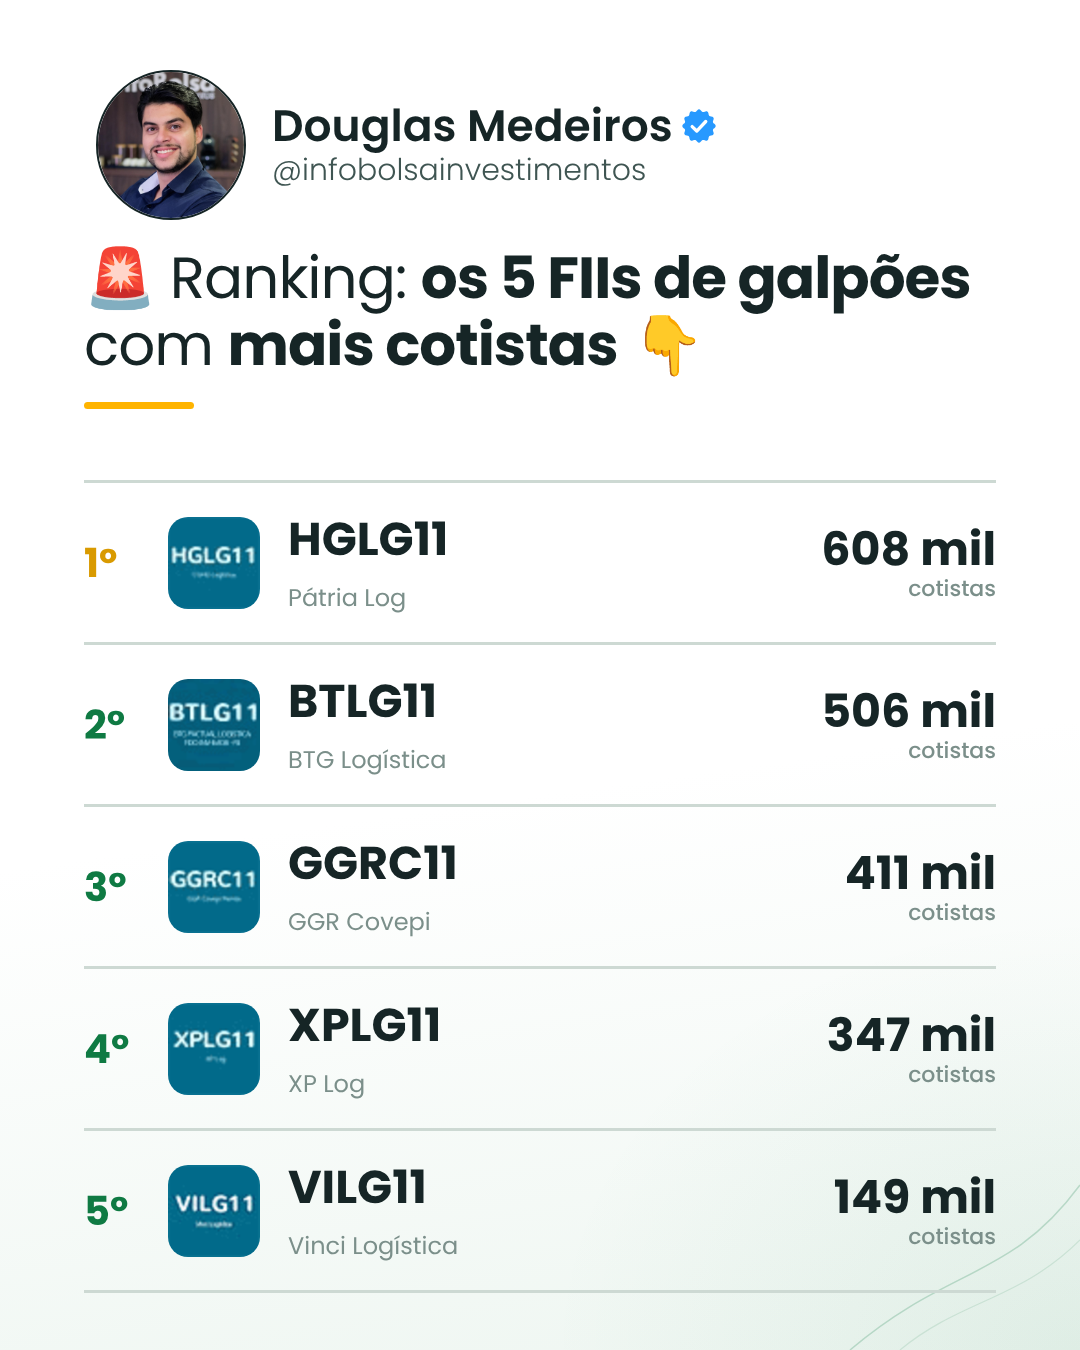 Douglas Medeiros
@infobolsainvestimentos
🚨 Ranking: os 5 FIIs de galpões
com mais cotistas 👇
1º
HGLG11
HGLG11
Pátria Log
608 mil
cotistas
2º
BTLG11
BTLG11
BTG Logística
506 mil
cotistas
3º
GGRC11
GGRC11
GGR Covepi
411 mil
cotistas
4º
XPLG11
XPLG11
XP Log
347 mil
cotistas
5º
VILG11
VILG11
Vinci Logística
149 mil
cotistas